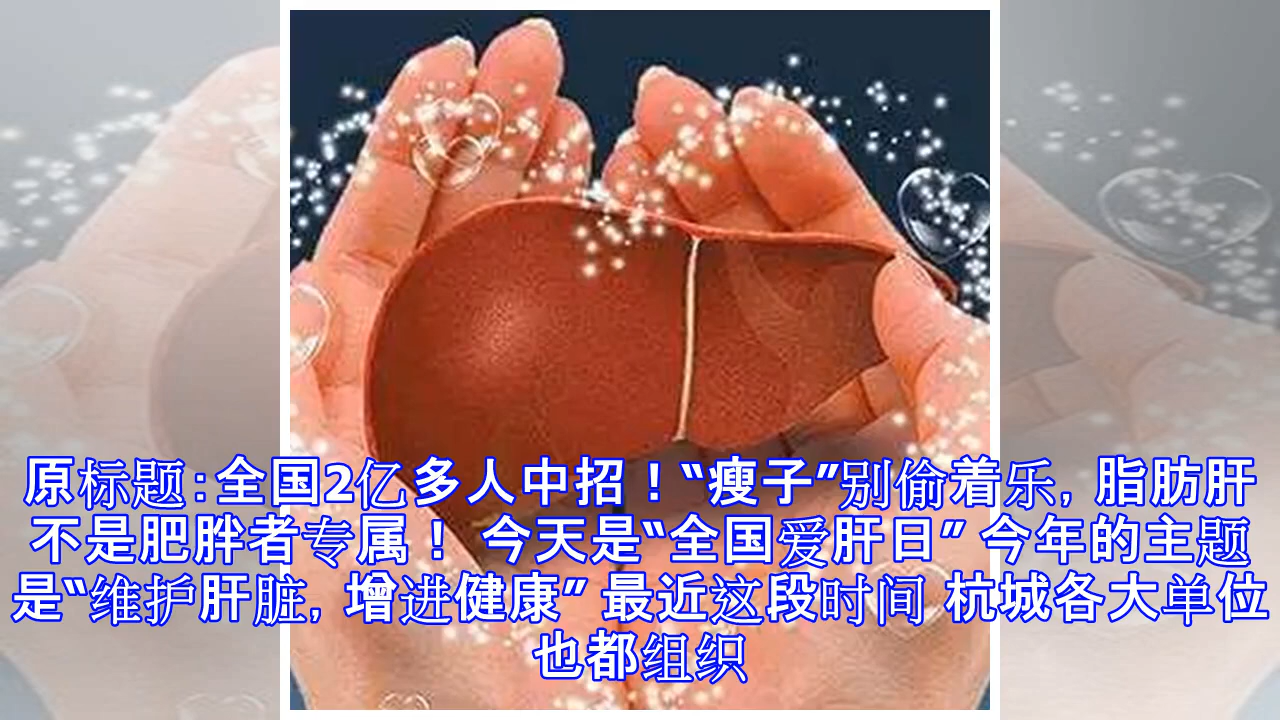 原标题：全国2亿多人中招！“瘦子”别偷着乐，脂肪肝
不是肥胖者专属！ 今天是“全国爱肝日” 今年的主题
是“维护肝脏，增进健康” 最近这段时间 杭城各大单位
也都组织